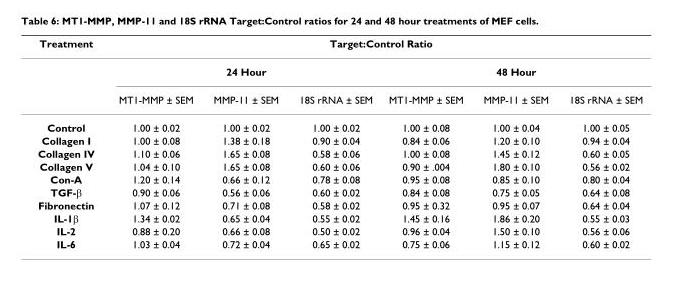 Table 6: MT1-MMP, MMP-11 and 18S rRNA Target:Control ratios for 24 and 48 hour treatments of MEF cells.
Treatment Target:Control Ratio
24 Hour 48 Hour
MT1-MMP ± SEM MMP-11 ± SEM 18S rRNA ± SEM MT1-MMP ± SEM MMP-11 ± SEM 18S rRNA ± SEM
Control 1.00 ± 0.02 1.00 ± 0.02 1.00 ± 0.02 1.00 ± 0.08 1.00 ± 0.04 1.00 ± 0.05
Collagen I 1.00 ± 0.08 1.38 ± 0.18 0.90 ± 0.04 0.84 ± 0.06 1.20 ± 0.10 0.94 ± 0.04
Collagen IV 1.10 ± 0.06 1.65 ± 0.08 0.58 ± 0.06 1.00 ± 0.08 1.45 ± 0.12 0.60 ± 0.05
Collagen V 1.04 ± 0.10 1.65 ± 0.08 0.60 ± 0.06 0.90 ± .004 1.80 ± 0.10 0.56 ± 0.02
Con-A 1.20 ± 0.14 0.66 ± 0.12 0.78 ± 0.08 0.95 ± 0.08 0.85 ± 0.10 0.80 ± 0.04
TGF-β 0.90 ± 0.06 0.56 ± 0.06 0.60 ± 0.02 0.84 ± 0.08 0.75 ± 0.05 0.64 ± 0.08
Fibronectin 1.07 ± 0.12 0.71 ± 0.08 0.58 ± 0.02 0.95 ± 0.32 0.95 ± 0.07 0.64 ± 0.04
IL-1β 1.34 ± 0.02 0.65 ± 0.04 0.55 ± 0.02 1.45 ± 0.16 1.86 ± 0.20 0.55 ± 0.03
IL-2 0.88 ± 0.20 0.66 ± 0.08 0.50 ± 0.02 0.96 ± 0.04 1.50 ± 0.10 0.56 ± 0.06
IL-6 1.03 ± 0.04 0.72 ± 0.04 0.65 ± 0.02 0.75 ± 0.06 1.15 ± 0.12 0.60 ± 0.02